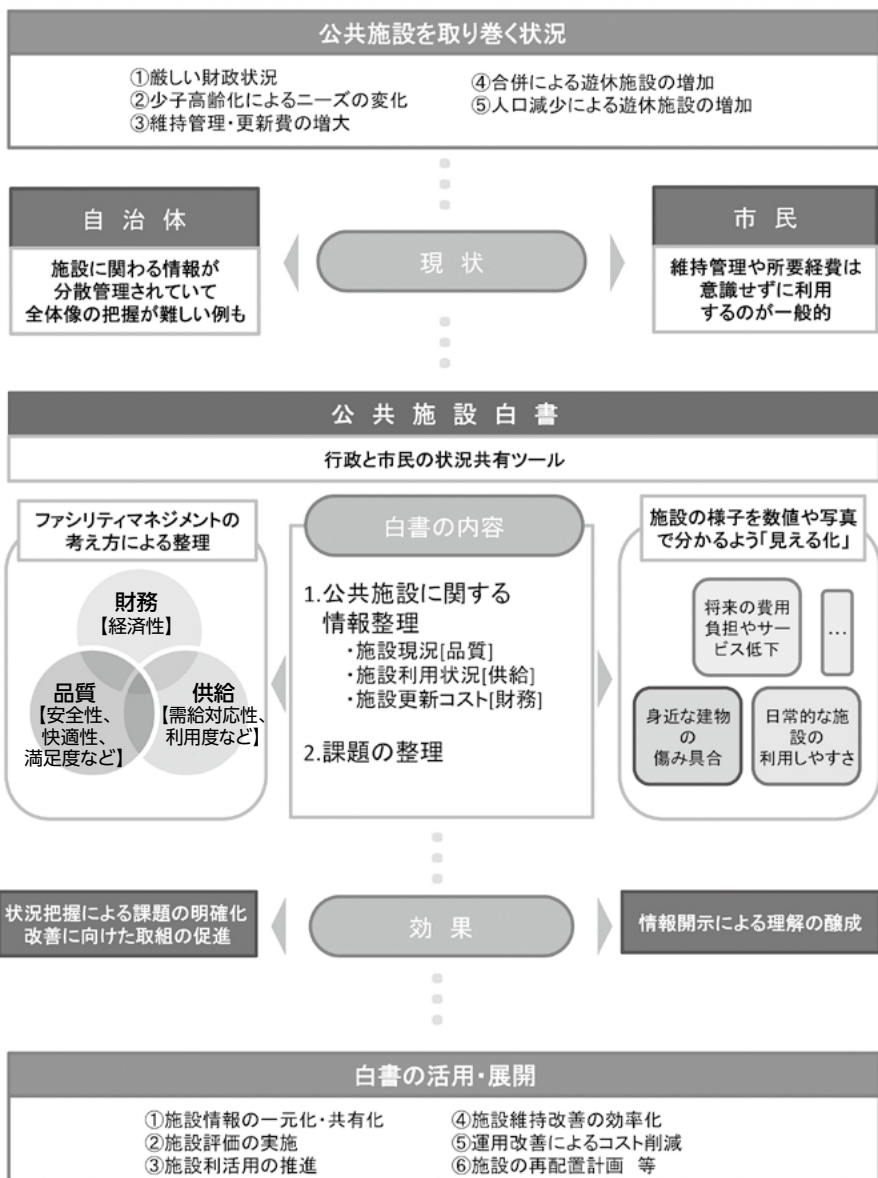 公共施設を取り巻く状況
①厳しい財政状況
②少子高齢化によるニーズの変化
③維持管理・更新費の増大
④合併による遊休施設の増加
⑤人口減少による遊休施設の増加
自治体
施設に関わる情報が
分散管理されていて
全体像の把握が難しい例も
現状
市民
維持管理や所要経費は
意識せずに利用
するのが一般的
公共施設白書
行政と市民の状況共有ツール
ファシリティマネジメントの
考え方による整理
財務
【経済性】
品質
【安全性、
快適性、
満足度など】
供給
【需給対応性、
利用度など】
白書の内容
1.公共施設に関する
情報整理
・施設現況[品質]
・施設利用状況[供給]
・施設更新コスト[財務]
2.課題の整理
施設の様子を数値や写真
で分かるよう「見える化」
将来の費用
負担やサー
ビス低下
…
身近な建物
の
傷み具合
日常的な施
設の
利用しやすさ
状況把握による課題の明確化
改善に向けた取組の促進
効果
情報開示による理解の醸成
白書の活用・展開
①施設情報の一元化・共有化
②施設評価の実施
③施設利活用の推進
④施設維持改善の効率化
⑤運用改善によるコスト削減
⑥施設の再配置計画 等